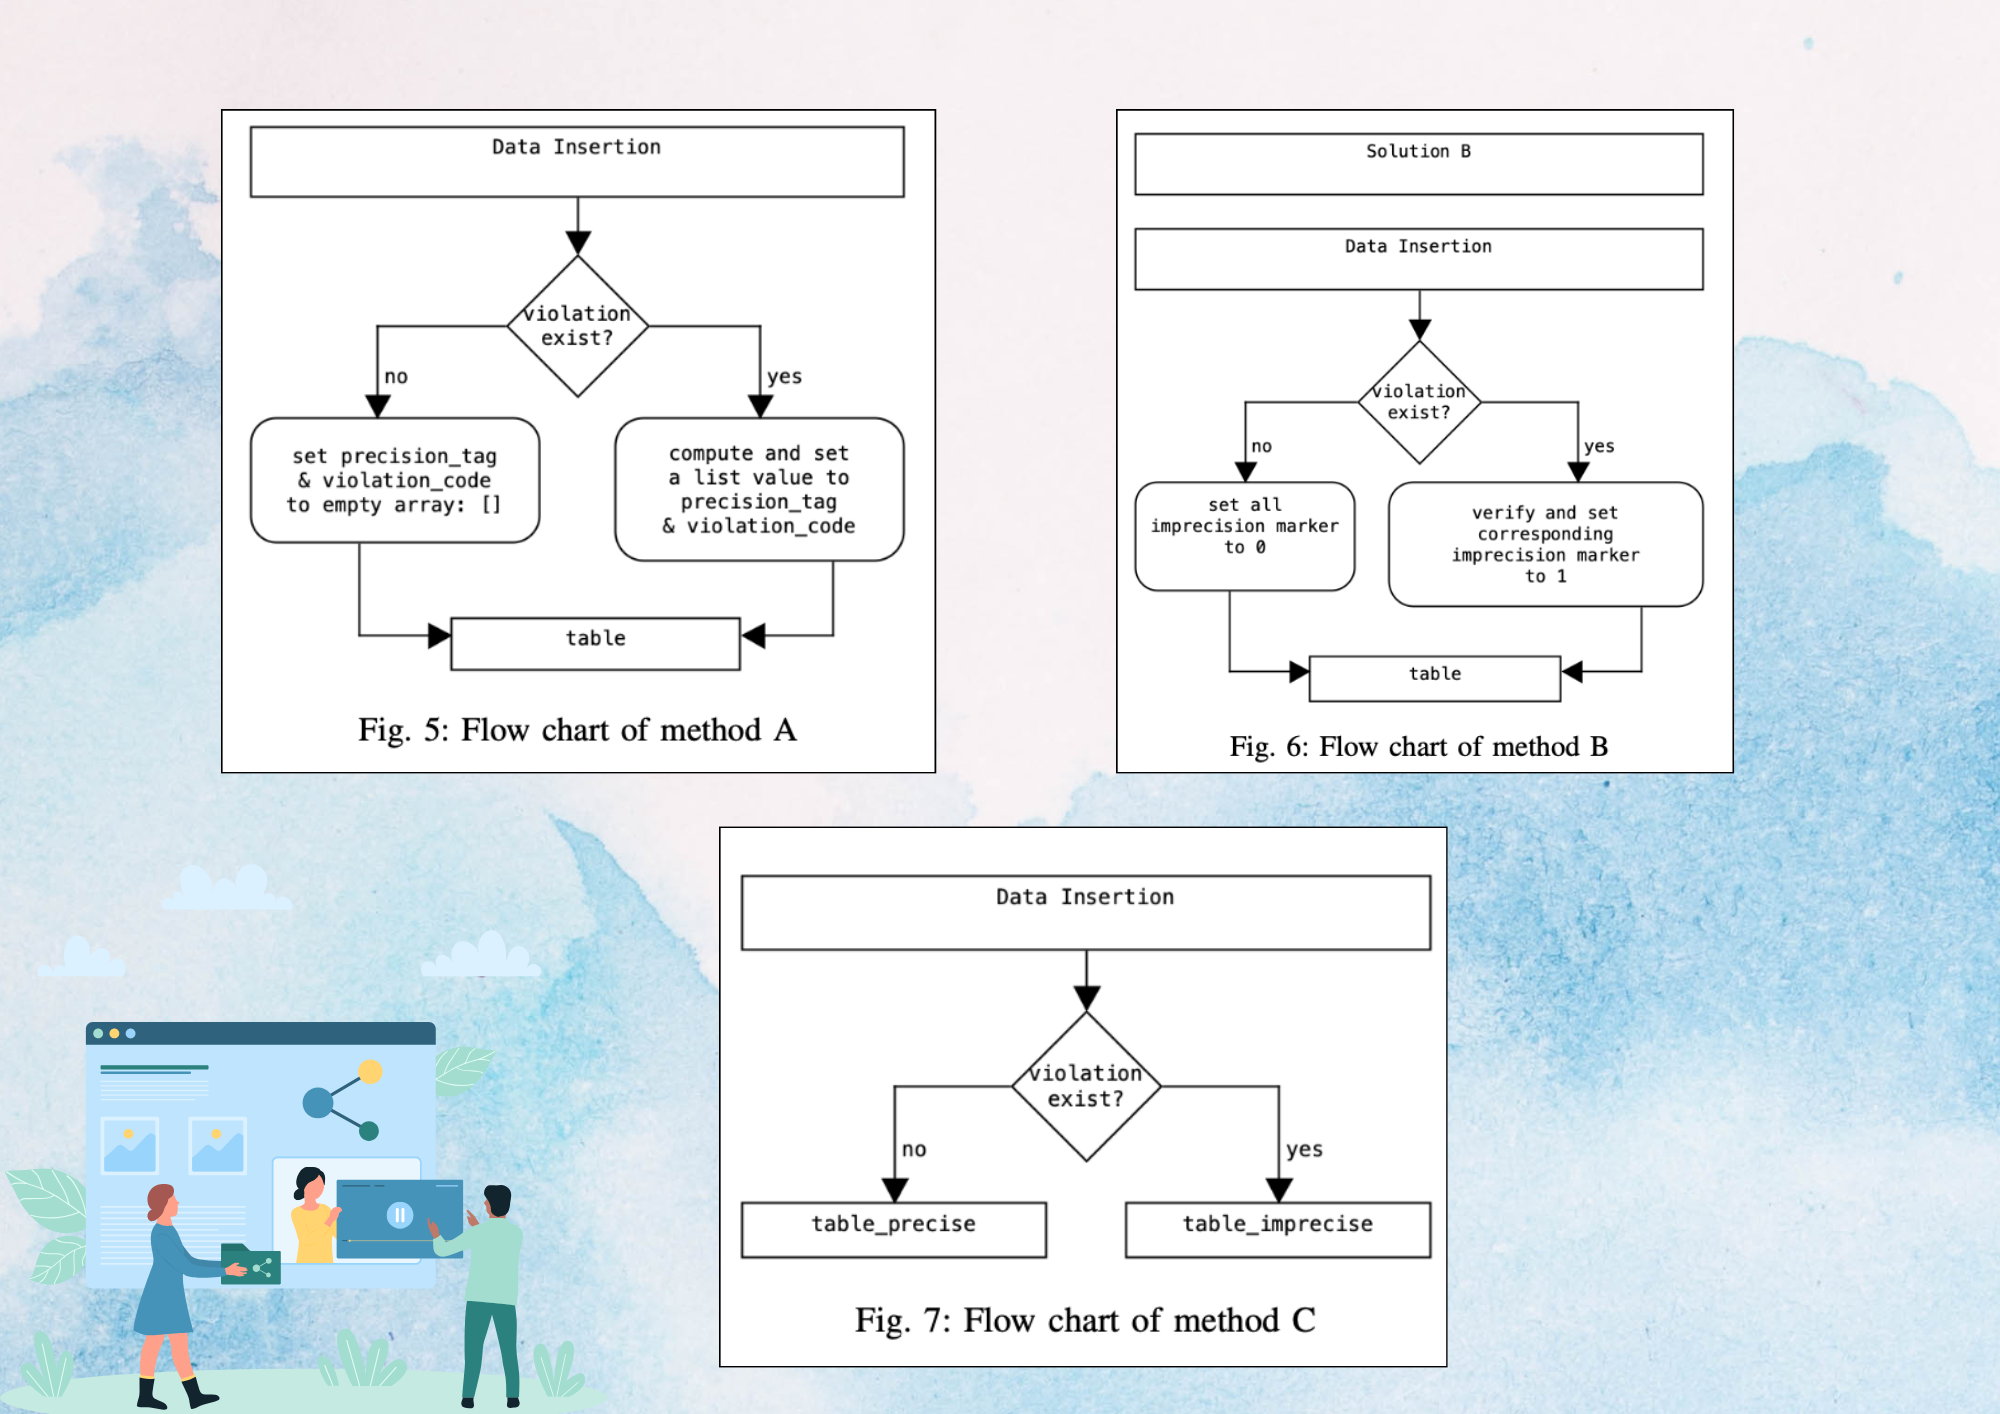 Data Insertion
violation
exist?
no
yes
set precision_tag
& violation_code
to empty array: []
compute and set
a list value to
precision_tag
& violation_code
table
Fig. 5: Flow chart of method A
Solution B
Data Insertion
violation
exist?
no
yes
set all
imprecision marker
to 0
verify and set
corresponding
imprecision marker
to 1
table
Fig. 6: Flow chart of method B
Data Insertion
violation
exist?
no
yes
table_precise
table_imprecise
Fig. 7: Flow chart of method C